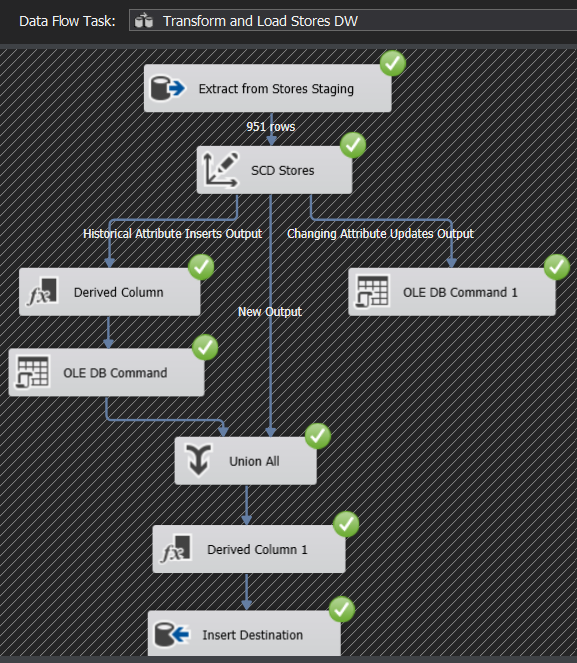 Data Flow Task: Transform and Load Stores DW
Extract from Stores Staging
951 rows
SCD Stores
Historical Attribute Inserts Output
Changing Attribute Updates Output
Derived Column
OLE DB Command 1
New Output
OLE DB Command
Union All
Derived Column 1
Insert Destination